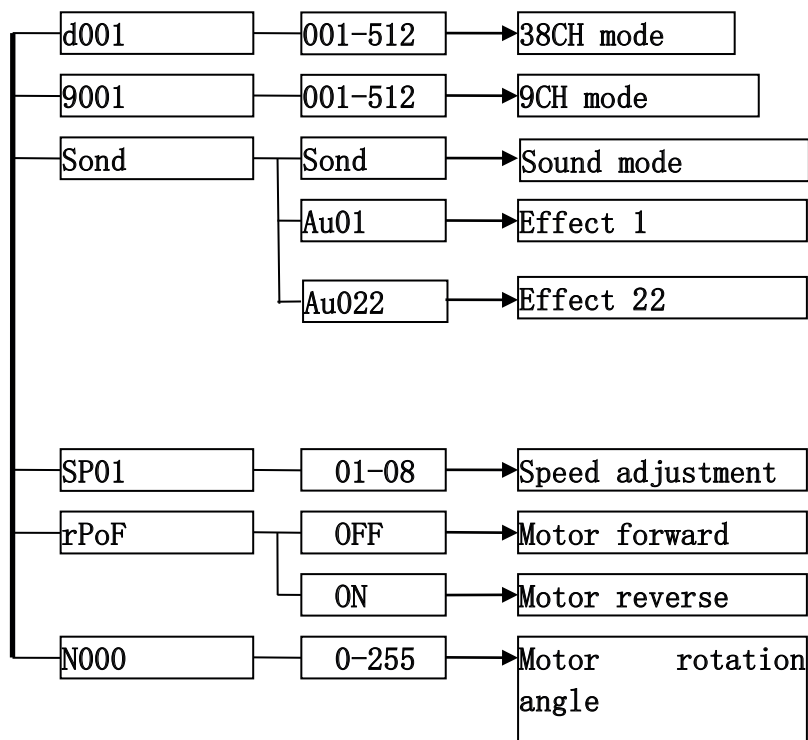 d001 001-512 38CH mode
9001 001-512 9CH mode
Sond Sond Sound mode
Au01 Effect 1
Au022 Effect 22
SP01 01-08 Speed adjustment
rPoF OFF Motor forward
ON Motor reverse
N000 0-255 Motor rotation
angle